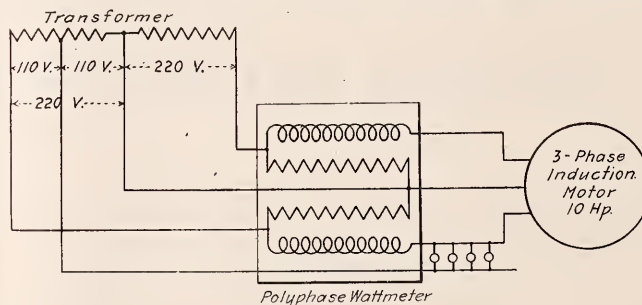 Transformer
110 V. 110 V. 220 V.
220 V.
3-Phase
Induction
Motor
10 Hp.
Polyphase Wattmeter